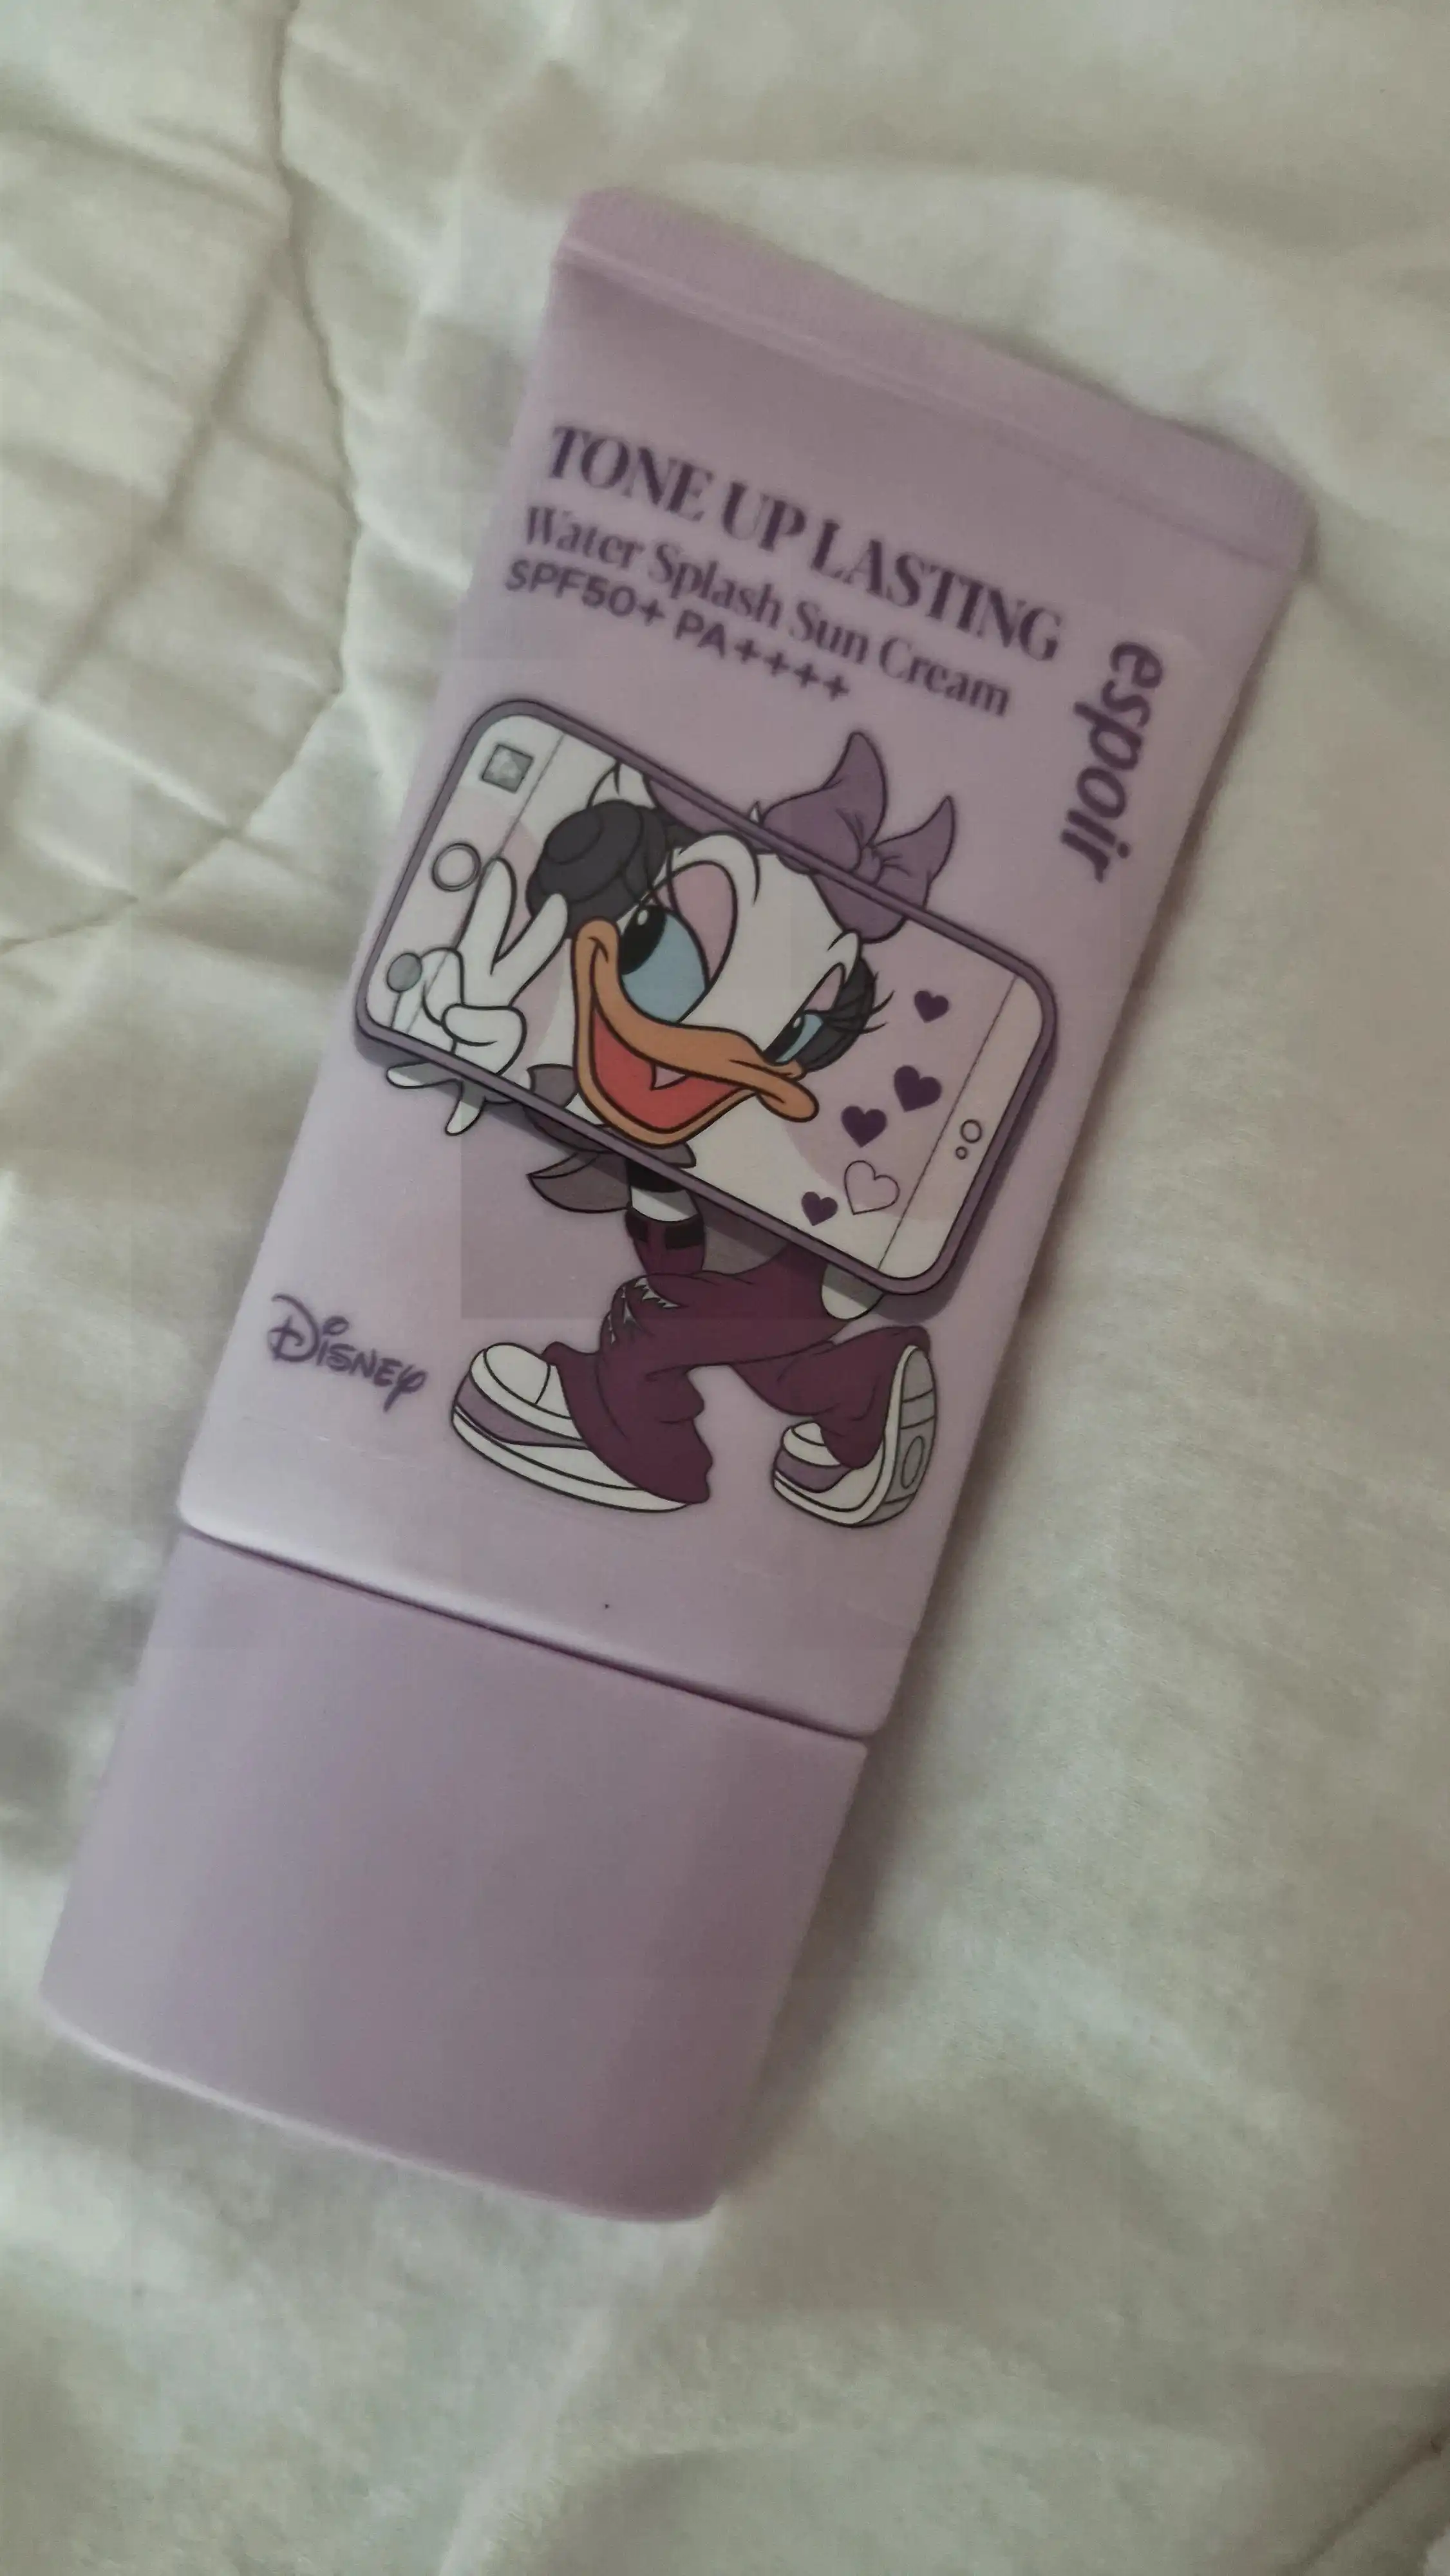 TONE UP LASTING
Water Splash Sun Cream
SPF50+ PA++++
espoir
Disney